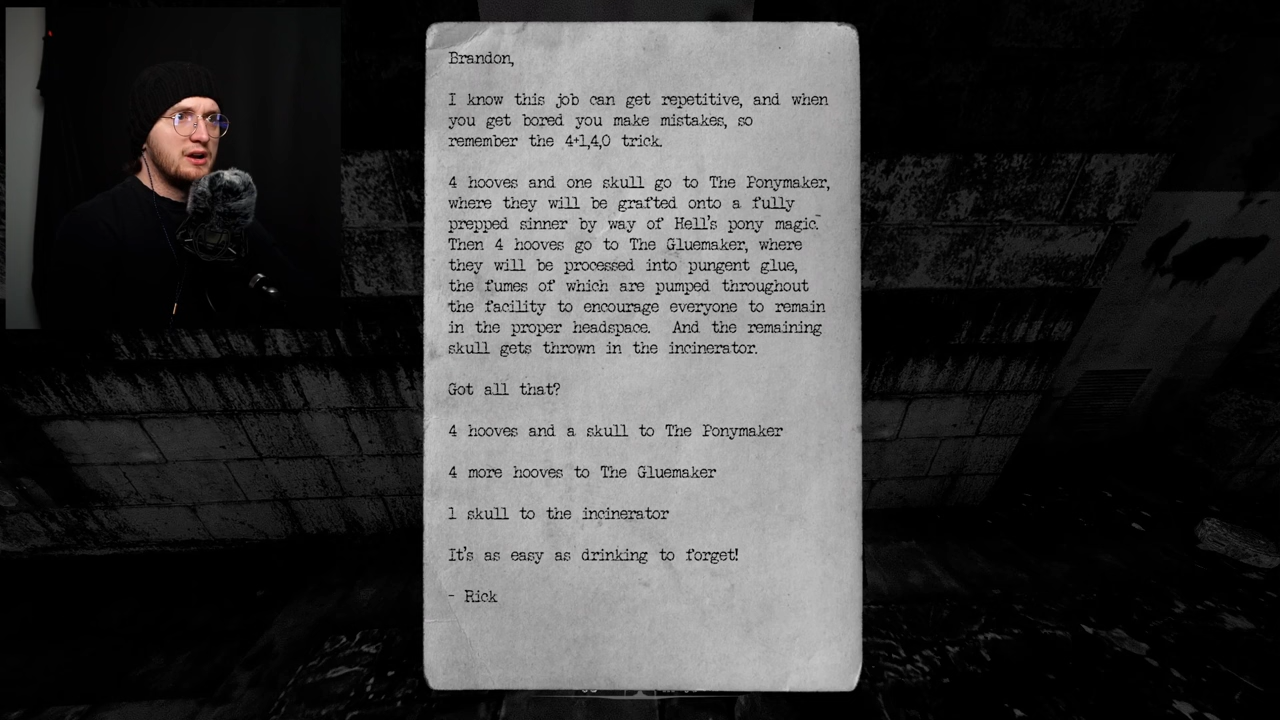 Brandon,
I know this job can get repetitive, and when
you get bored you make mistakes, so
remember the 4+1,4,0 trick.
4 hooves and one skull go to The Ponymaker,
where they will be grafted onto a fully
prepped sinner by way of Hell's pony magic.
Then 4 hooves go to The Gluemaker, where
they will be processed into pungent glue,
the fumes of which are pumped throughout
the facility to encourage everyone to remain
in the proper headspace. And the remaining
skull gets thrown in the incinerator.
Got all that?
4 hooves and a skull to The Ponymaker
4 more hooves to The Gluemaker
1 skull to the incinerator
It's as easy as drinking to forget!
- Rick